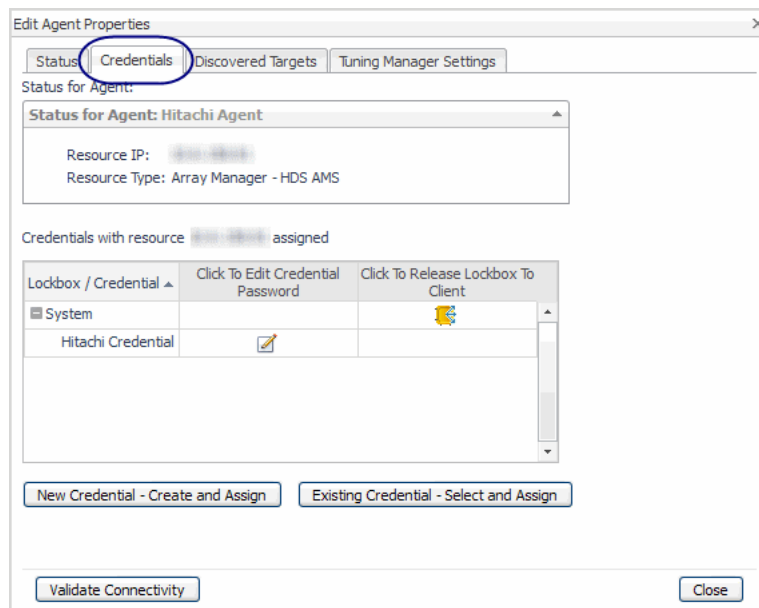 Edit Agent Properties
Status Credentials Discovered Targets Tuning Manager Settings
Status for Agent:
Status for Agent: Hitachi Agent
Resource IP:
Resource Type: Array Manager - HDS AMS
Credentials with resource assigned
Lockbox / Credential Click To Edit Credential Password Click To Release Lockbox To Client
System
Hitachi Credential
New Credential - Create and Assign Existing Credential - Select and Assign
Validate Connectivity Close